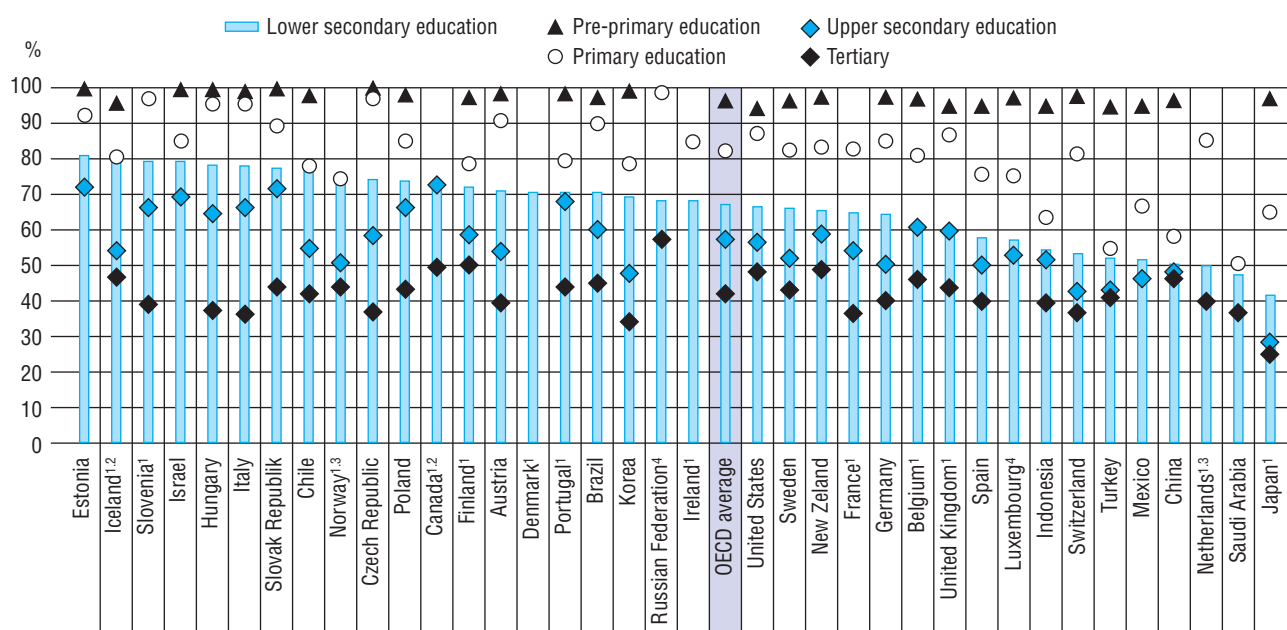 Lower secondary education
Pre-primary education
Upper secondary education
Primary education
Tertiary
%
100
90
80
70
60
50
40
30
20
10
0
Estonia
Iceland1.2
Slovenia1
Israel
Hungary
Italy
Slovak Republik
Chile
Norway1.3
Czech Republic
Poland
Canada1.2
Finland1
Austria
Denmark1
Portugal1
Brazil
Korea
Russian Federation4
Ireland1
OECD average
United States
Sweden
New Zeland
France1
Germany
Belgium1
United Kingdom1
Spain
Luxembourg4
Indonesia
Switzerland
Turkey
Mexico
China
Netherlands1.3
Saudi Arabia
Japan1